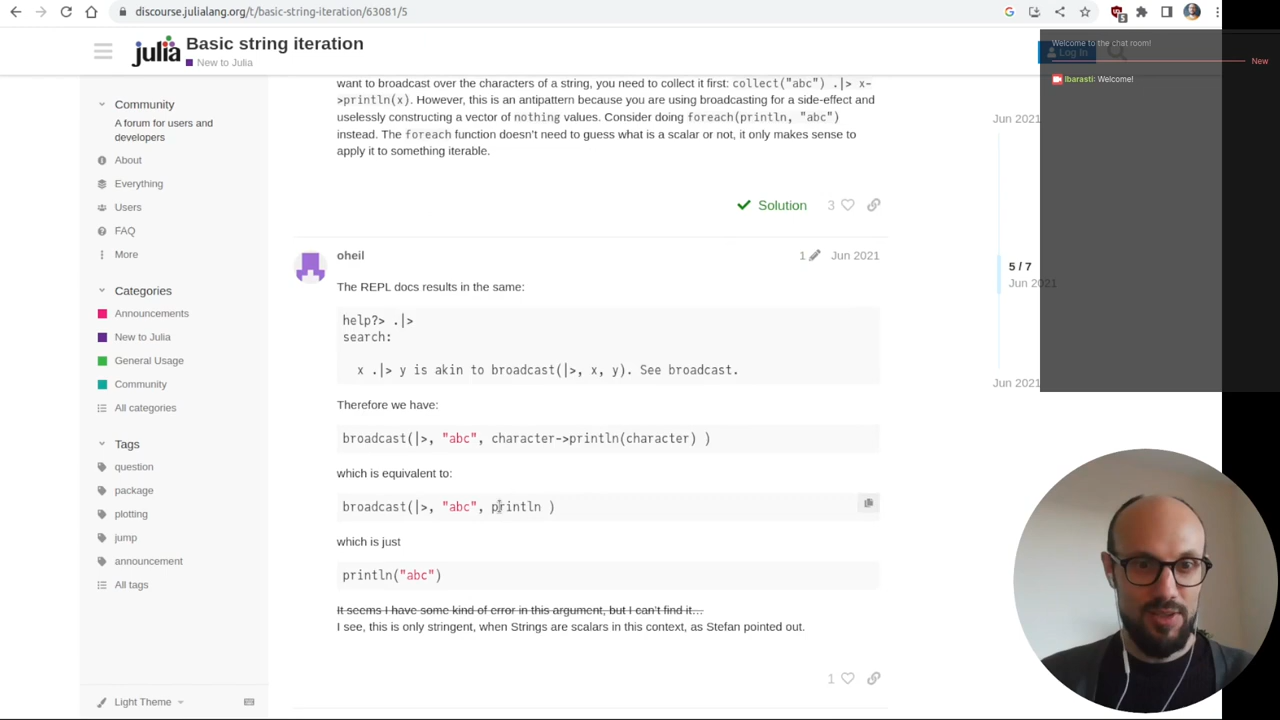 discourse.julialang.org/t/basic-string-iteration/63081/5
5
julia
Basic string iteration
New to Julia
Log In
Welcome to the chat room!
New
lbarasti: Welcome!
Community
A forum for users and
developers
About
Everything
Users
FAQ
More
Categories
Announcements
New to Julia
General Usage
Community
All categories
Tags
question
package
plotting
jump
announcement
All tags
Light Theme
want to broadcast over the characters of a string, you need to collect it first: collect("abc") .|> x-
>println(x). However, this is an antipattern because you are using broadcasting for a side-effect and
uselessly constructing a vector of nothing values. Consider doing foreach(println, "abc")
instead. The foreach function doesn't need to guess what is a scalar or not, it only makes sense to
apply it to something iterable.
Solution
3
oheil
1
Jun 2021
The REPL docs results in the same:
help?> .|>
search:
x .|> y is akin to broadcast(|>, x, y). See broadcast.
Therefore we have:
broadcast(|>, "abc", character->println(character) )
which is equivalent to:
broadcast(|>, "abc", println )
which is just
println("abc")
It seems I have some kind of error in this argument, but I can't find it…
I see, this is only stringent, when Strings are scalars in this context, as Stefan pointed out.
1
Jun 2021
5 / 7
Jun 2021
Jun 2021